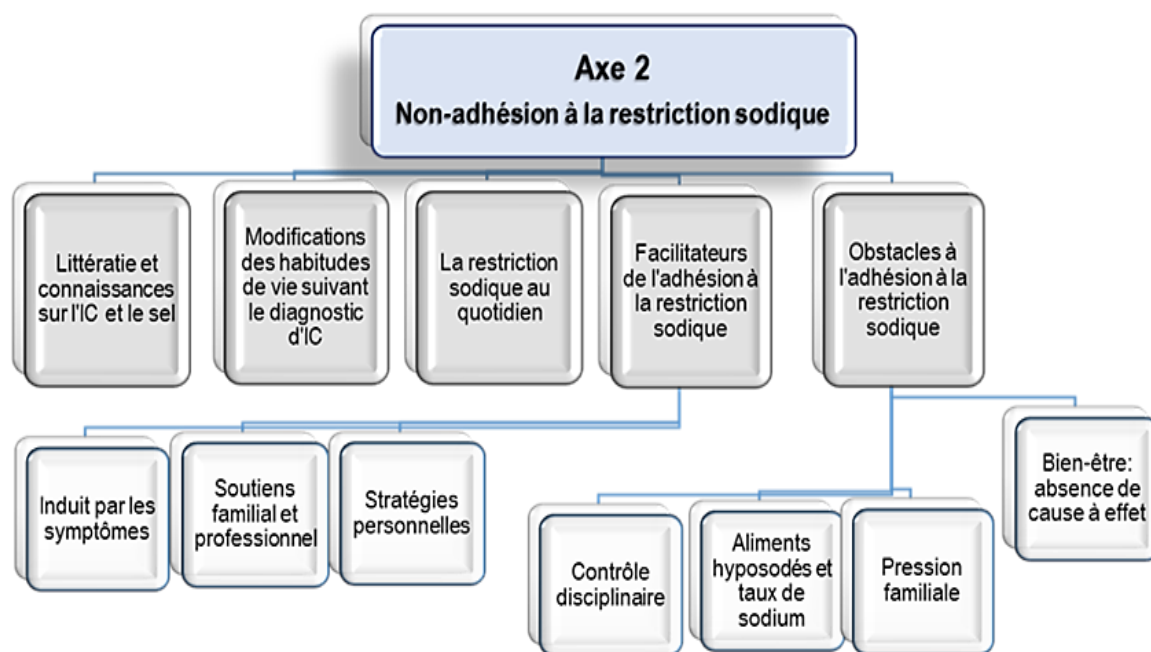 Axe 2
Non-adhésion à la restriction sodique
Littératie et
connaissances
sur l'IC et le sel
Modifications
des habitudes
de vie suivant
le diagnostic
d'IC
La restriction
sodique au
quotidien
Facilitateurs
de l'adhésion à
la restriction
sodique
Obstacles à
l'adhésion à la
restriction
sodique
Induit par les
symptômes
Soutiens
familial et
professionnel
Stratégies
personnelles
Contrôle
disciplinaire
Aliments
hyposodés et
taux de
sodium
Pression
familiale
Bien-être:
absence de
cause à effet